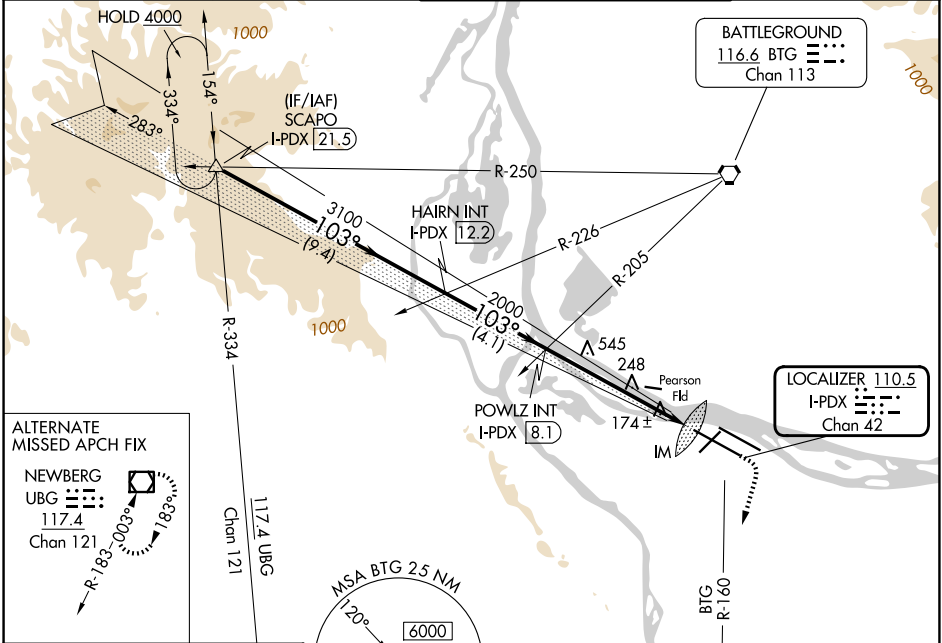 HOLD 4000
1000
154°
334°
283°
(IF/IAF)
SCAPO
I-PDX 21.5
BATTLEGROUND
116.6 BTG
Chan 113
1000
R-250
3100
103°
(9.4)
HAIRN INT
I-PDX 12.2
R-226
R-205
2000
103°
(4.1)
1000
R-334
545
248
Pearson
Fld
174 ±
POWLZ INT
I-PDX 8.1
IM
LOCALIZER 110.5
I-PDX
Chan 42
ALTERNATE
MISSED APCH FIX
NEWBERG
UBG
117.4
Chan 121
R-183
003°
183°
117.4 UBG
Chan 121
MSA BTG 25 NM
120°
6000
BTG
R-160